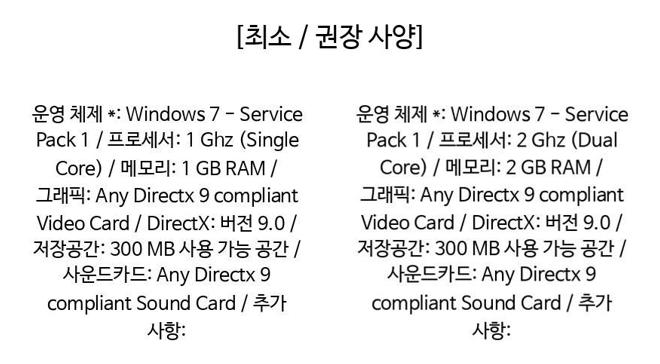 [최소 / 권장 사양]
운영 체제 *: Windows 7 – Service
Pack 1 / 프로세서: 1 Ghz (Single
Core) / 메모리: 1 GB RAM /
그래픽: Any Directx 9 compliant
Video Card / DirectX: 버전 9.0 /
저장공간: 300 MB 사용 가능 공간 /
사운드카드: Any Directx 9
compliant Sound Card / 추가
사항:
운영 체제 *: Windows 7 – Service
Pack 1 / 프로세서: 2 Ghz (Dual
Core) / 메모리: 2 GB RAM /
그래픽: Any Directx 9 compliant
Video Card / DirectX: 버전 9.0 /
저장공간: 300 MB 사용 가능 공간 /
사운드카드: Any Directx 9
compliant Sound Card / 추가
사항: